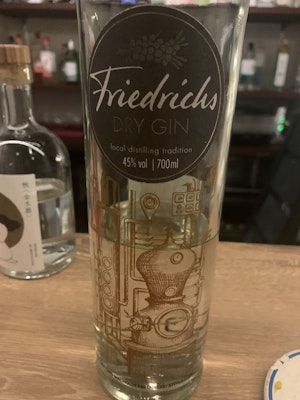 Friedrichs
DRY GIN
local distilling tradition
45%vol | 700ml